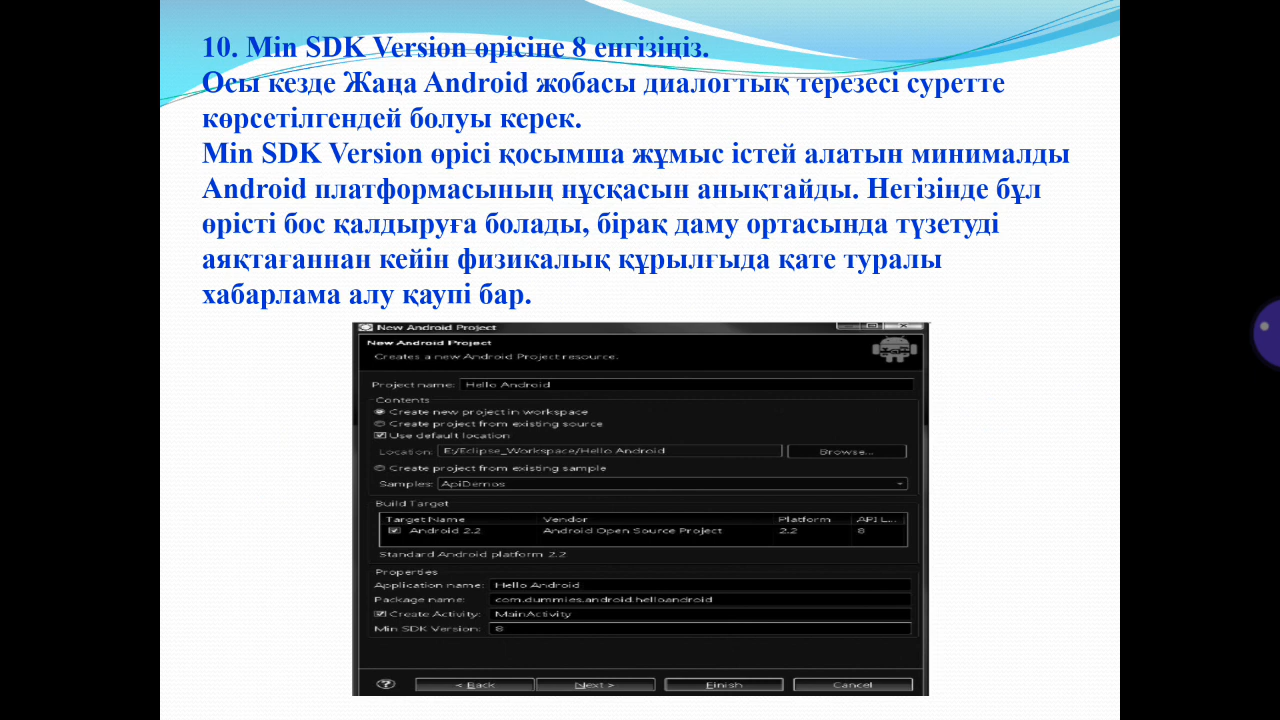 10. Min SDK Version өрісіне 8 енгізіңіз.
Осы кезде Жаңа Android жобасы диалогтық терезесі суретте
көрсетілгендей болуы керек.
Min SDK Version өрісі қосымша жұмыс істей алатын минималды
Android платформасының нұсқасын анықтайды. Негізінде бұл
өрісті бос қалдыруға болады, бірақ даму ортасында түзетуді
аяқтағаннан кейін физикалық құрылғыда қате туралы
хабарлама алу қаупі бар.
New Android Project
New Android Project
Creates a new Android Project resource.
Project name: Hello Android
Contents
Create new project in workspace
Create project from existing source
Use default location
Location: E:/Eclipse_Workspace/Hello Android Browse...
Create project from existing sample
Samples: ApiDemos
Build Target
Target Name Vendor Platform API L...
Android 2.2 Android Open Source Project 2.2 8
Standard Android platform 2.2
Properties
Application name: Hello Android
Package name: com.dummies.android.helloandroid
Create Activity: MainActivity
Min SDK Version: 8
? < Back Next > Finish Cancel